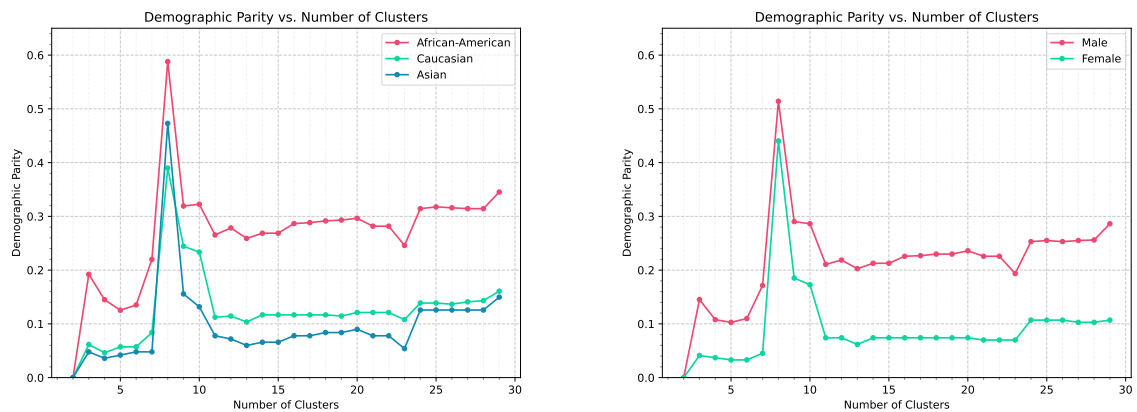 Demographic Parity vs. Number of Clusters
0.6
0.5
0.4
0.3
0.2
0.1
0.0
Demographic Parity
African-American
Caucasian
Asian
5
10
15
20
25
30
Number of Clusters
Demographic Parity vs. Number of Clusters
0.6
0.5
0.4
0.3
0.2
0.1
0.0
Demographic Parity
Male
Female
5
10
15
20
25
30
Number of Clusters